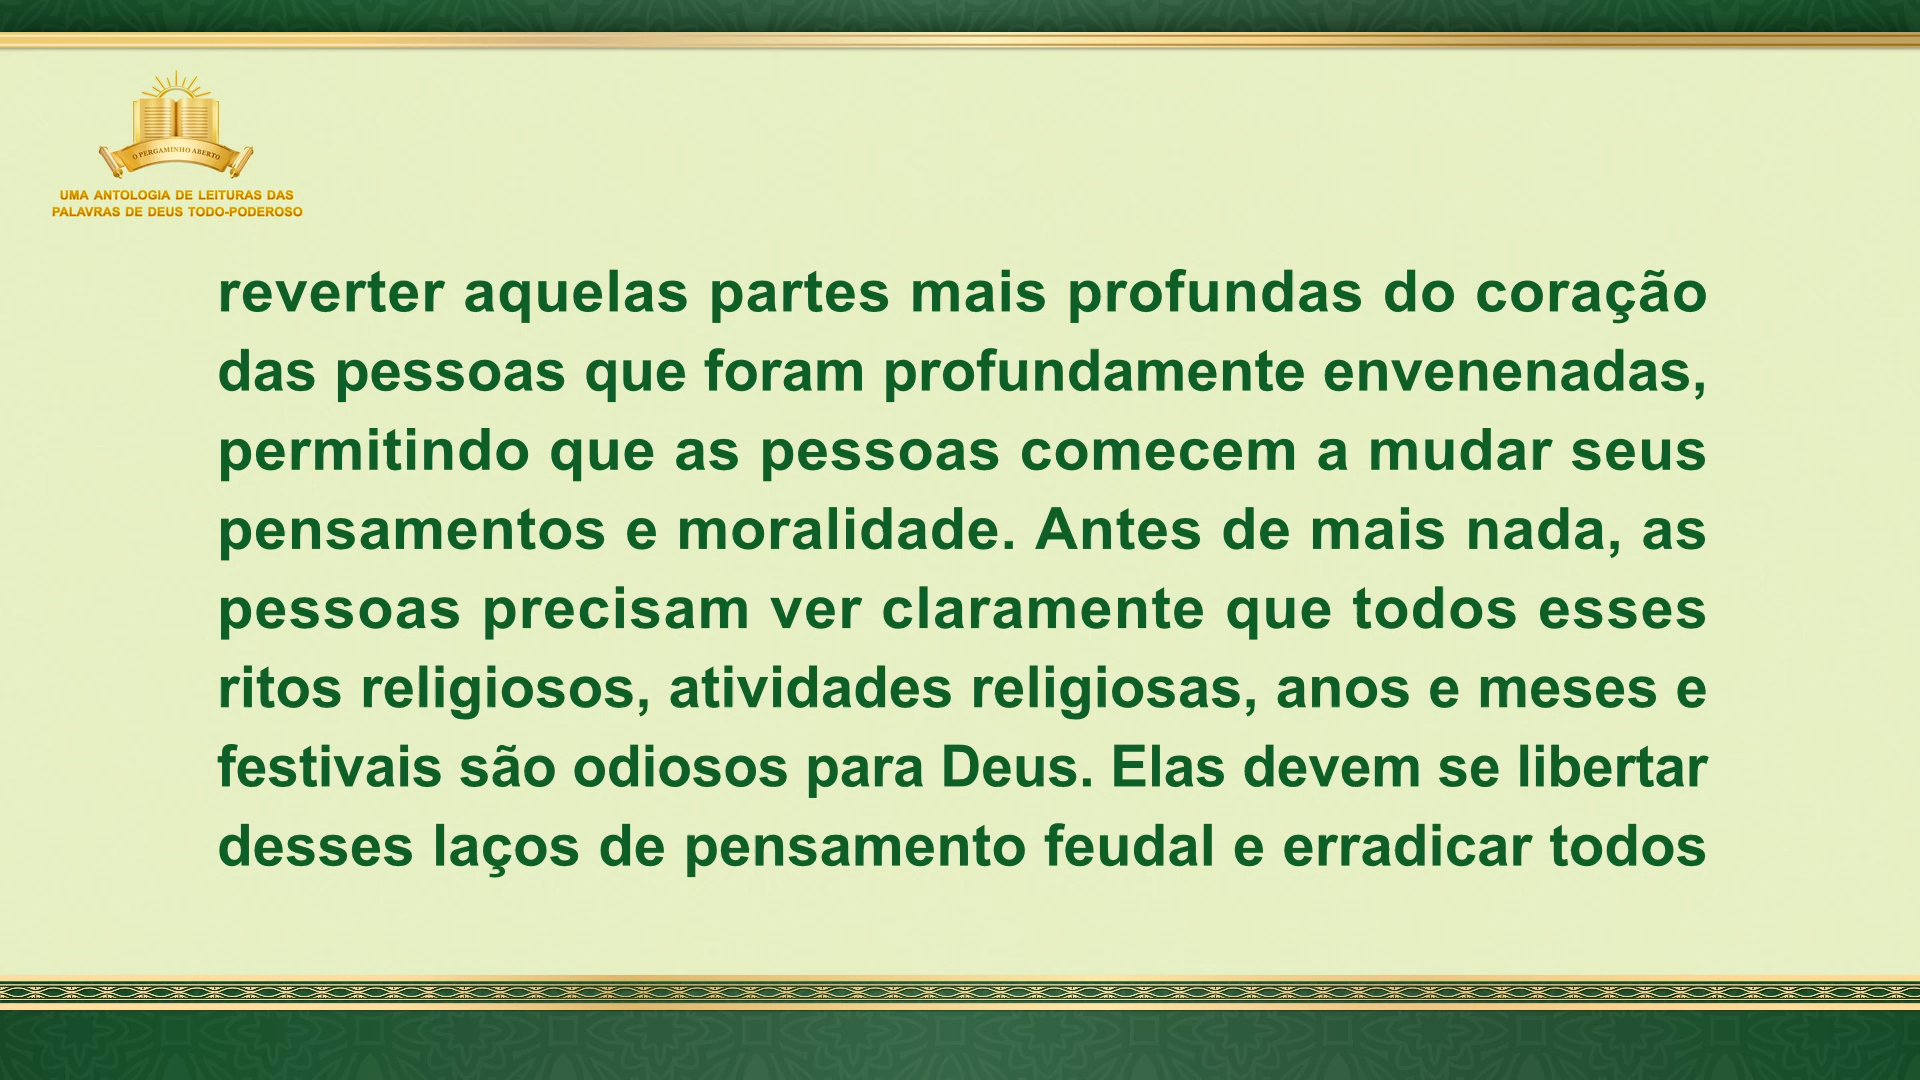 O PERGAMINHO ABERTO
UMA ANTOLOGIA DE LEITURAS DAS
PALAVRAS DE DEUS TODO-PODEROSO
reverter aquelas partes mais profundas do coração
das pessoas que foram profundamente envenenadas,
permitindo que as pessoas comecem a mudar seus
pensamentos e moralidade. Antes de mais nada, as
pessoas precisam ver claramente que todos esses
ritos religiosos, atividades religiosas, anos e meses e
festivais são odiosos para Deus. Elas devem se libertar
desses laços de pensamento feudal e erradicar todos